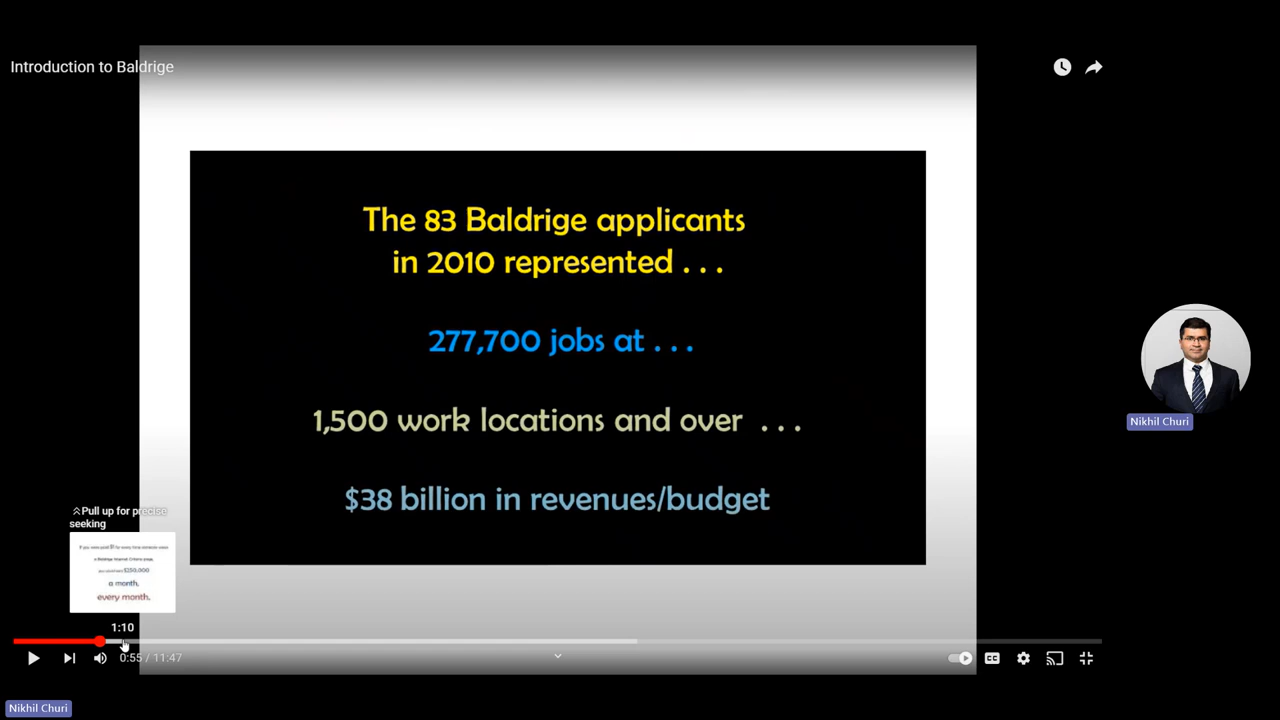 Introduction to Baldrige
The 83 Baldrige applicants
in 2010 represented . . .
277,700 jobs at . . .
1,500 work locations and over . . .
$38 billion in revenues/budget
Nikhil Churi
Pull up for precise
seeking
a month,
every month.
1:10
0:55 / 11:47
CC
Nikhil Churi